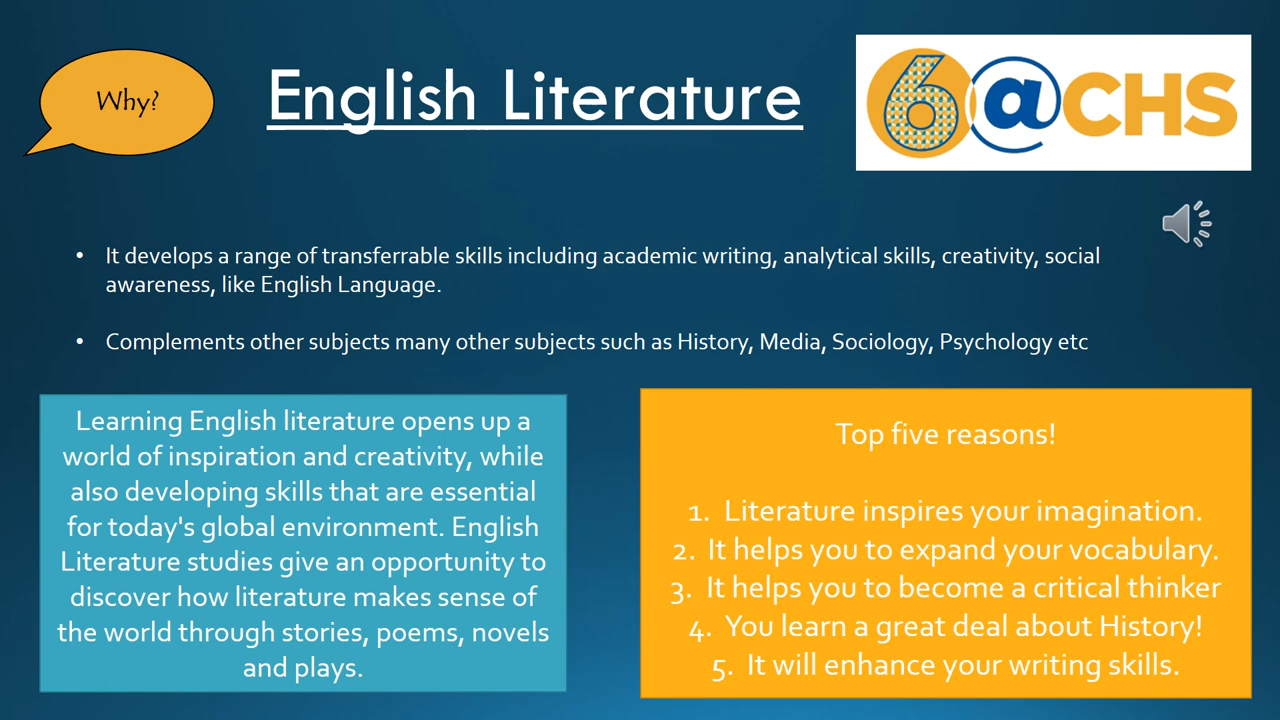 Why?
English Literature
6@CHS
• It develops a range of transferrable skills including academic writing, analytical skills, creativity, social
awareness, like English Language.
• Complements other subjects many other subjects such as History, Media, Sociology, Psychology etc
Learning English literature opens up a
world of inspiration and creativity, while
also developing skills that are essential
for today's global environment. English
Literature studies give an opportunity to
discover how literature makes sense of
the world through stories, poems, novels
and plays.
Top five reasons!
1. Literature inspires your imagination.
2. It helps you to expand your vocabulary.
3. It helps you to become a critical thinker
4. You learn a great deal about History!
5. It will enhance your writing skills.